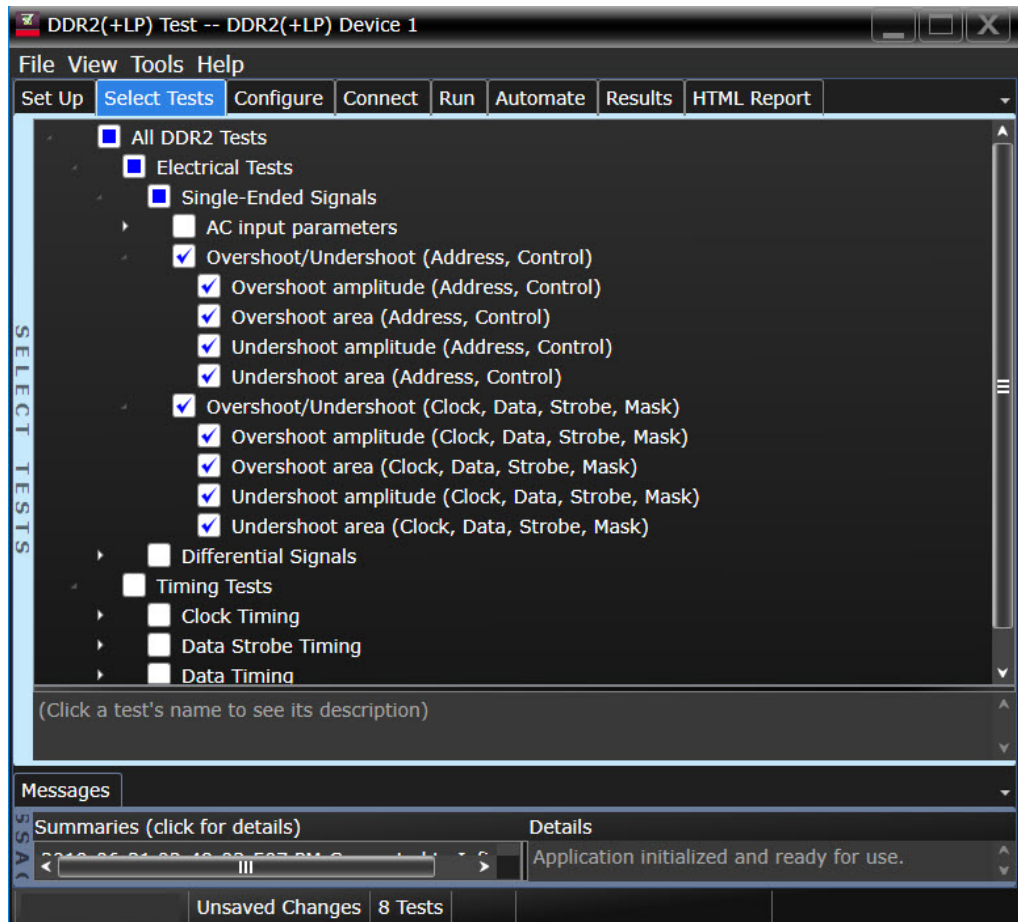 DDR2(+LP) Test -- DDR2(+LP) Device 1
File View Tools Help
Set Up Select Tests Configure Connect Run Automate Results HTML Report
All DDR2 Tests
Electrical Tests
Single-Ended Signals
AC input parameters
Overshoot/Undershoot (Address, Control)
Overshoot amplitude (Address, Control)
Overshoot area (Address, Control)
Undershoot amplitude (Address, Control)
Undershoot area (Address, Control)
Overshoot/Undershoot (Clock, Data, Strobe, Mask)
Overshoot amplitude (Clock, Data, Strobe, Mask)
Overshoot area (Clock, Data, Strobe, Mask)
Undershoot amplitude (Clock, Data, Strobe, Mask)
Undershoot area (Clock, Data, Strobe, Mask)
Differential Signals
Timing Tests
Clock Timing
Data Strobe Timing
Data Timing
SELECT TESTS
(Click a test's name to see its description)
Messages
Summaries (click for details) Details
Application initialized and ready for use.
Unsaved Changes 8 Tests